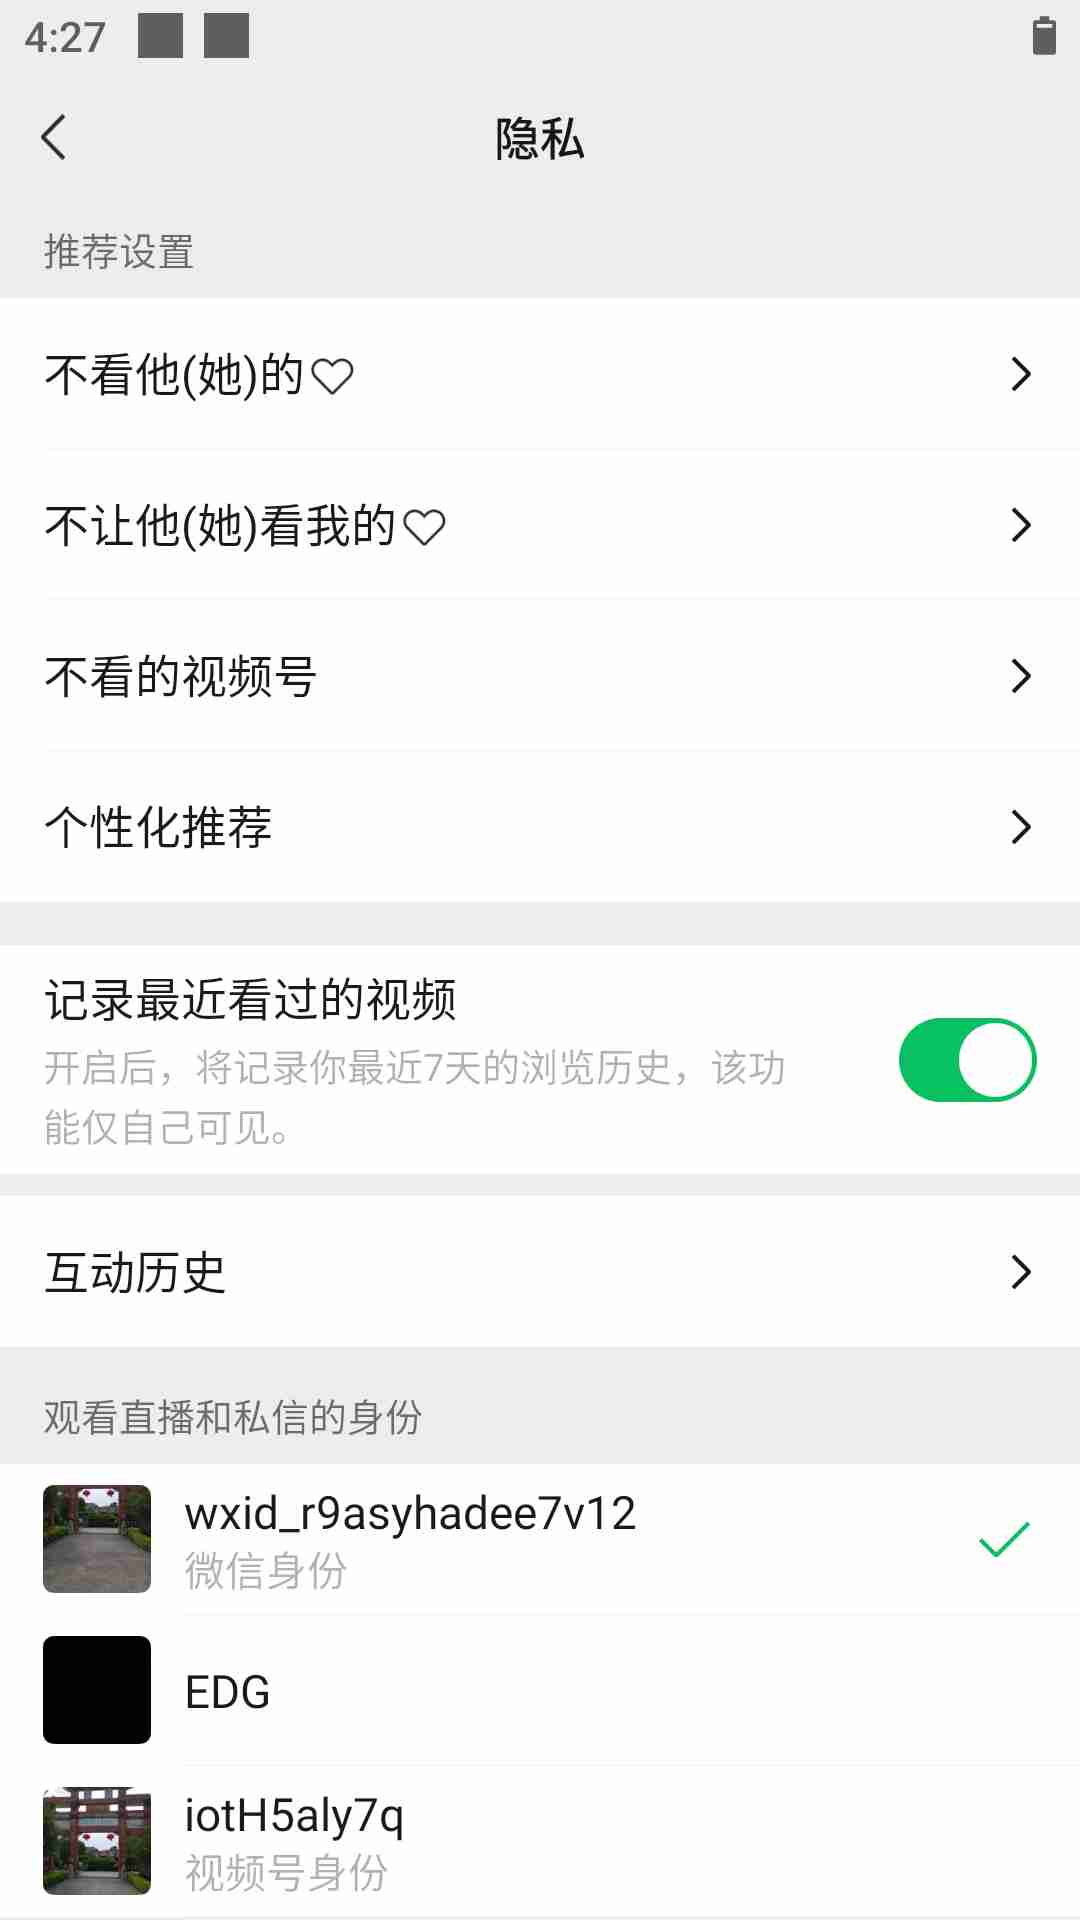 4:27
隐私
推荐设置
不看他(她)的♡
不让他(她)看我的♡
不看的视频号
个性化推荐
记录最近看过的视频
开启后，将记录你最近7天的浏览历史，该功
能仅自己可见。
互动历史
观看直播和私信的身份
wxid_r9asyhadee7v12
微信身份
EDG
iotH5aly7q
视频号身份